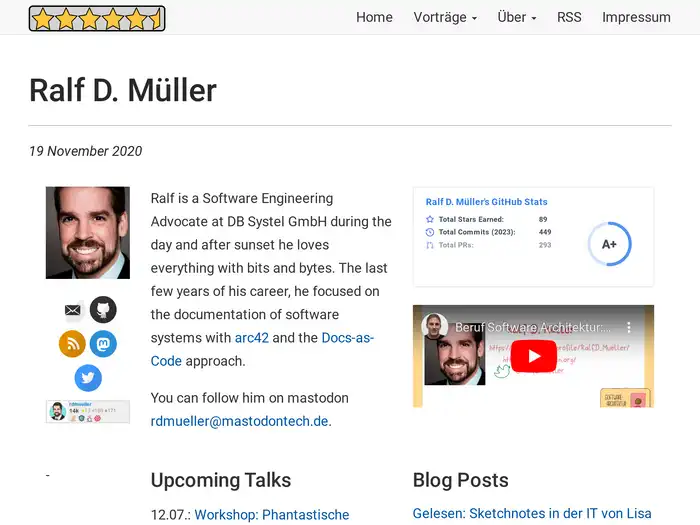 Home Vorträge Über RSS Impressum
Ralf D. Müller
19 November 2020
Ralf is a Software Engineering
Advocate at DB Systel GmbH during the
day and after sunset he loves
everything with bits and bytes. The last
few years of his career, he focused on
the documentation of software
systems with arc42 and the Docs-as-
Code approach.
You can follow him on mastodon
rdmueller@mastodontech.de.
Ralf D. Müller's GitHub Stats
Total Stars Earned: 89
Total Commits (2023): 449
Total PRs: 293
A+
Beruf Software Architektur:...
rdmueller
14k
-
Upcoming Talks
12.07.: Workshop: Phantastische
Blog Posts
Gelesen: Sketchnotes in der IT von Lisa